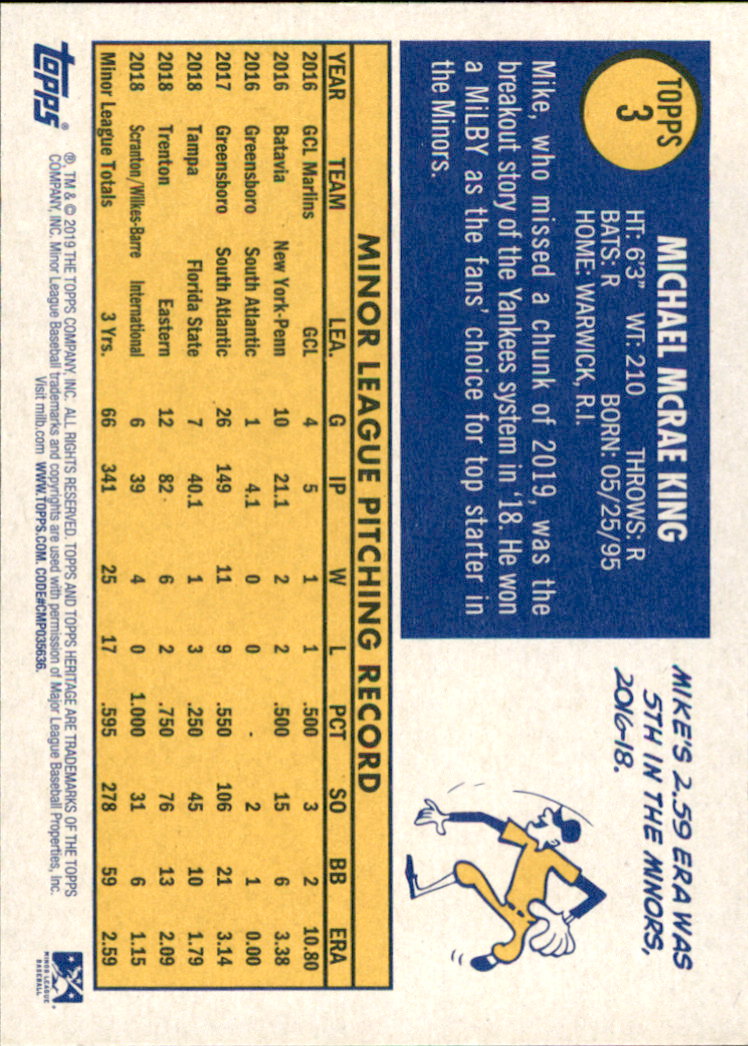 TOPPS
3
MICHAEL MCRAE KING
HT: 6'3" WT: 210 THROWS: R
BATS: R BORN: 05/25/95
HOME: WARWICK, R.I.
Mike, who missed a chunk of 2019, was the
breakout story of the Yankees system in '18. He won
a MiLBY as the fans' choice for top starter in
the Minors.
MIKE'S 2.59 ERA WAS
5TH IN THE MINORS,
2016-18.
MINOR LEAGUE PITCHING RECORD
YEAR TEAM LEA. G IP W L PCT SO BB ERA
2016 GCL Marlins GCL 4 5 1 1 .500 3 2 10.80
2016 Batavia New York-Penn 10 21.1 2 2 .500 15 6 3.38
2016 Greensboro South Atlantic 1 4.1 0 0 - 2 1 0.00
2017 Greensboro South Atlantic 26 149 11 9 .550 106 21 3.14
2018 Tampa Florida State 7 40.1 1 3 .250 45 10 1.79
2018 Trenton Eastern 12 82 6 2 .750 76 13 2.09
2018 Scranton/Wilkes-Barre International 6 39 4 0 1.000 31 6 1.15
Minor League Totals 3 Yrs. 66 341 25 17 .595 278 59 2.59
topps®
®, TM & © 2019 THE TOPPS COMPANY, INC. ALL RIGHTS RESERVED. TOPPS AND TOPPS HERITAGE ARE TRADEMARKS OF THE TOPPS
COMPANY, INC. Minor League Baseball trademarks and copyrights are used with permission of Major League Baseball Properties, Inc.
Visit milb.com WWW.TOPPS.COM. CODE#CMP035636.
MINOR LEAGUE
BASEBALL